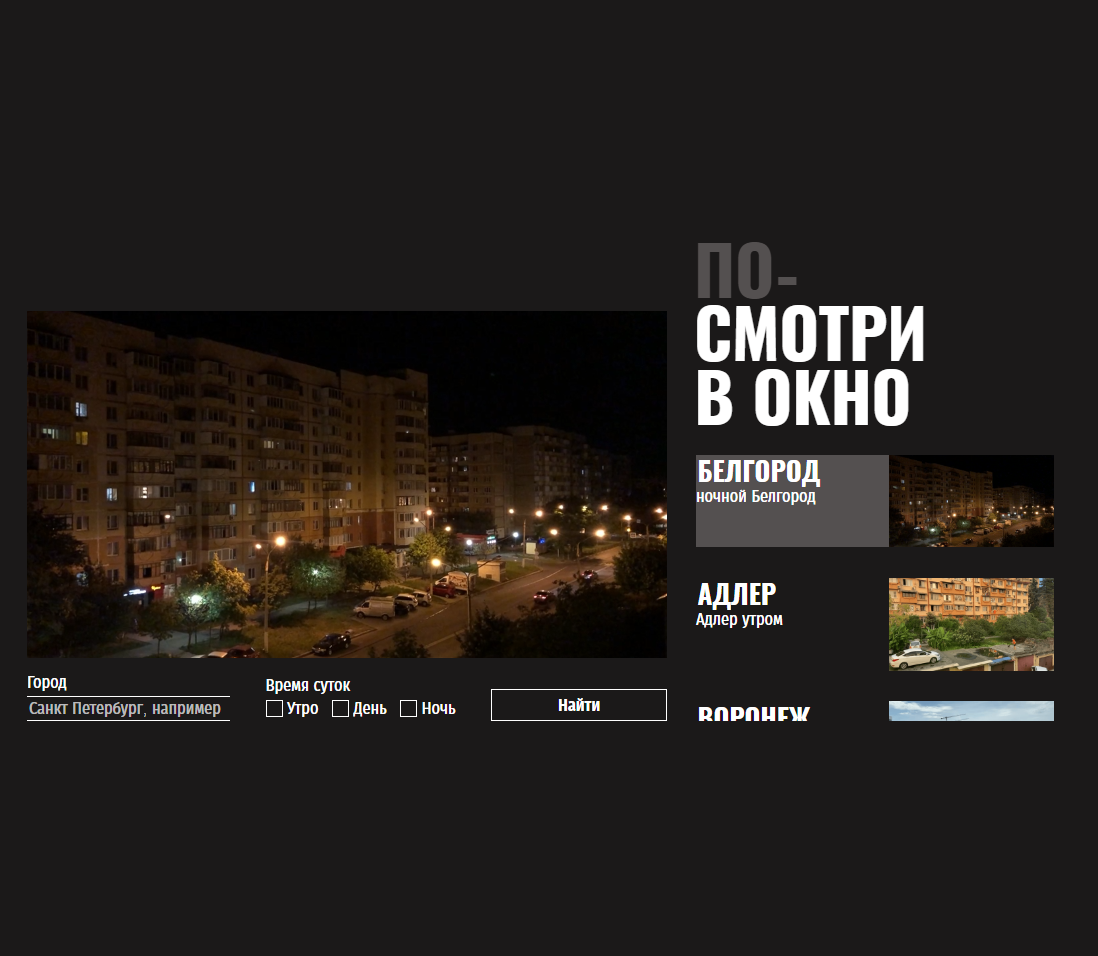 ПО-
СМОТРИ
В ОКНО
БЕЛГОРОД
ночной Белгород
АДЛЕР
Адлер утром
ВОРОНЕЖ
Город
Санкт Петербург, например
Время суток
Утро День Ночь
Найти